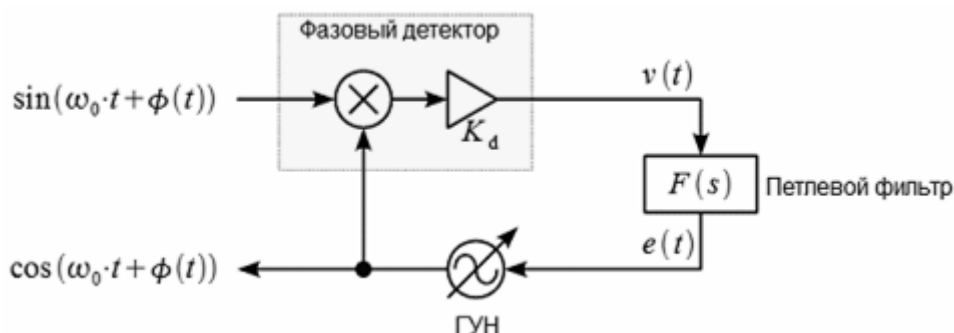 Фазовый детектор
sin(ω₀·t+ϕ(t))
K_d
v(t)
F(s)
Петлевой фильтр
e(t)
cos(ω₀·t+ϕ(t))
ГУН